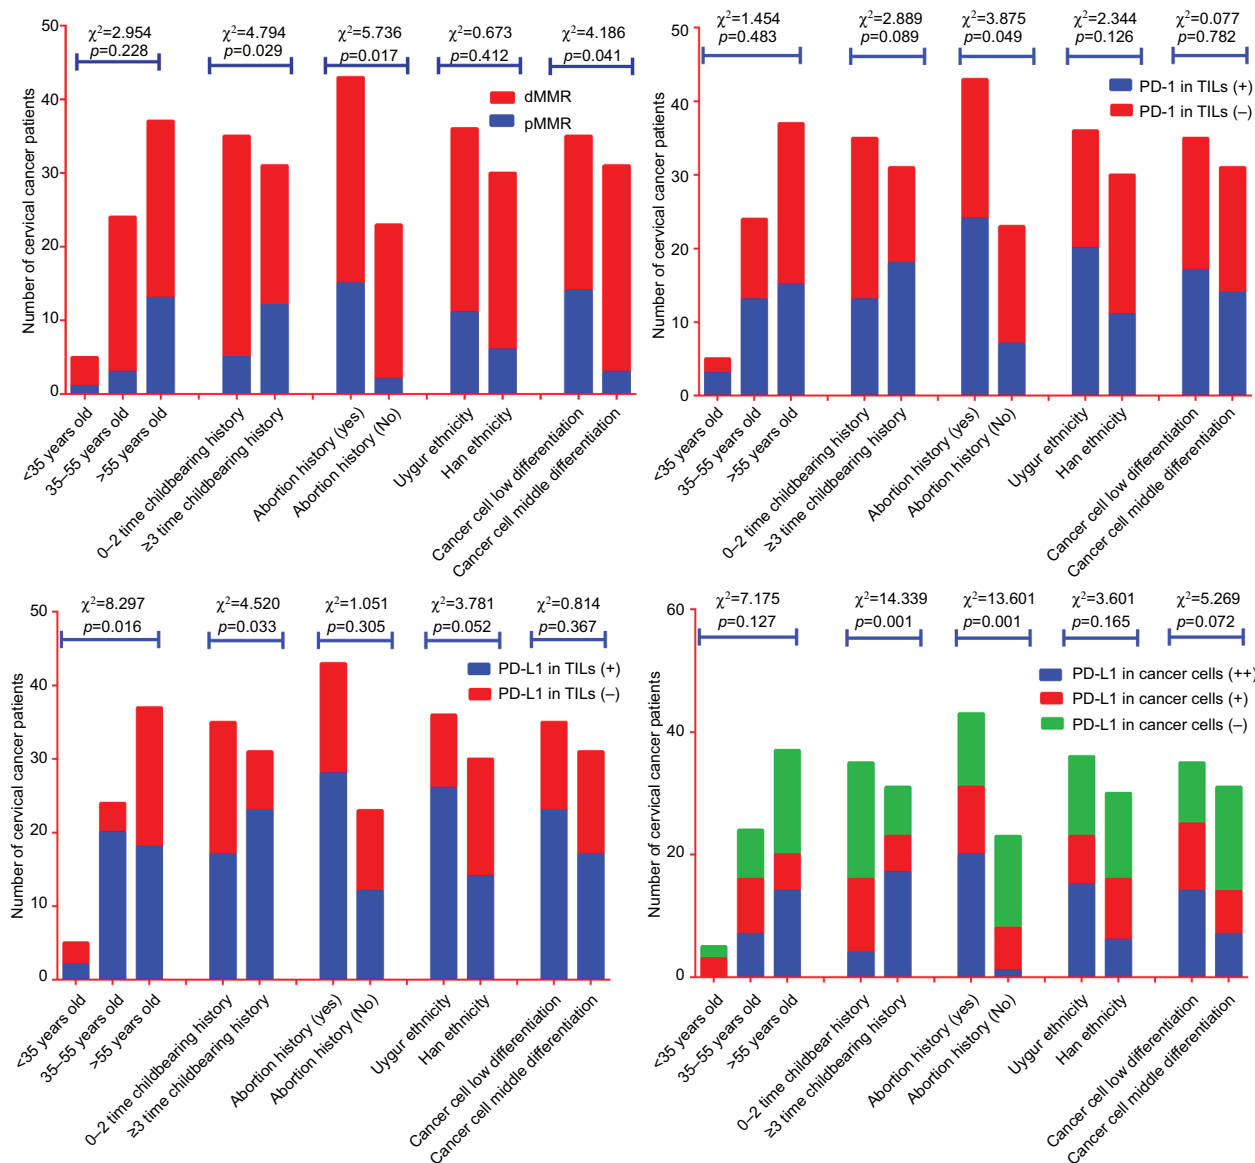 χ²=2.954 χ²=4.794 χ²=5.736 χ²=0.673 χ²=4.186
p=0.228 p=0.029 p=0.017 p=0.412 p=0.041
dMMR
pMMR
Number of cervical cancer patients
50
40
30
20
10
0
<35 years old
35–55 years old
>55 years old
0–2 time childbearing history
≥3 time childbearing history
Abortion history (yes)
Abortion history (No)
Uygur ethnicity
Han ethnicity
Cancer cell low differentiation
Cancer cell middle differentiation
χ²=1.454 χ²=2.889 χ²=3.875 χ²=2.344 χ²=0.077
p=0.483 p=0.089 p=0.049 p=0.126 p=0.782
PD-1 in TILs (+)
PD-1 in TILs (–)
Number of cervical cancer patients
50
40
30
20
10
0
<35 years old
35–55 years old
>55 years old
0–2 time childbearing history
≥3 time childbearing history
Abortion history (yes)
Abortion history (No)
Uygur ethnicity
Han ethnicity
Cancer cell low differentiation
Cancer cell middle differentiation
χ²=8.297 χ²=4.520 χ²=1.051 χ²=3.781 χ²=0.814
p=0.016 p=0.033 p=0.305 p=0.052 p=0.367
PD-L1 in TILs (+)
PD-L1 in TILs (–)
Number of cervical cancer patients
50
40
30
20
10
0
<35 years old
35–55 years old
>55 years old
0–2 time childbearing history
≥3 time childbearing history
Abortion history (yes)
Abortion history (No)
Uygur ethnicity
Han ethnicity
Cancer cell low differentiation
Cancer cell middle differentiation
χ²=7.175 χ²=14.339 χ²=13.601 χ²=3.601 χ²=5.269
p=0.127 p=0.001 p=0.001 p=0.165 p=0.072
PD-L1 in cancer cells (++)
PD-L1 in cancer cells (+)
PD-L1 in cancer cells (–)
Number of cervical cancer patients
60
40
20
0
<35 years old
35–55 years old
>55 years old
0–2 time childbear history
≥3 time childbearing history
Abortion history (yes)
Abortion history (No)
Uygur ethnicity
Han ethnicity
Cancer cell low differentiation
Cancer cell middle differentiation